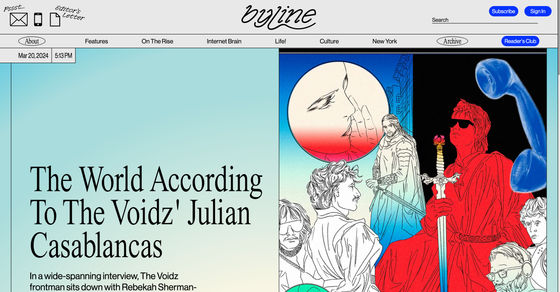 Pssst...
Editor's
Letter
byline
Subscribe
Sign In
Search
About
Features
On The Rise
Internet Brain
Life!
Culture
New York
Archive
Reader's Club
Mar 20, 2024
5:13 PM
The World According
To The Voidz' Julian
Casablancas
In a wide-spanning interview, The Voidz
frontman sits down with Rebekah Sherman-